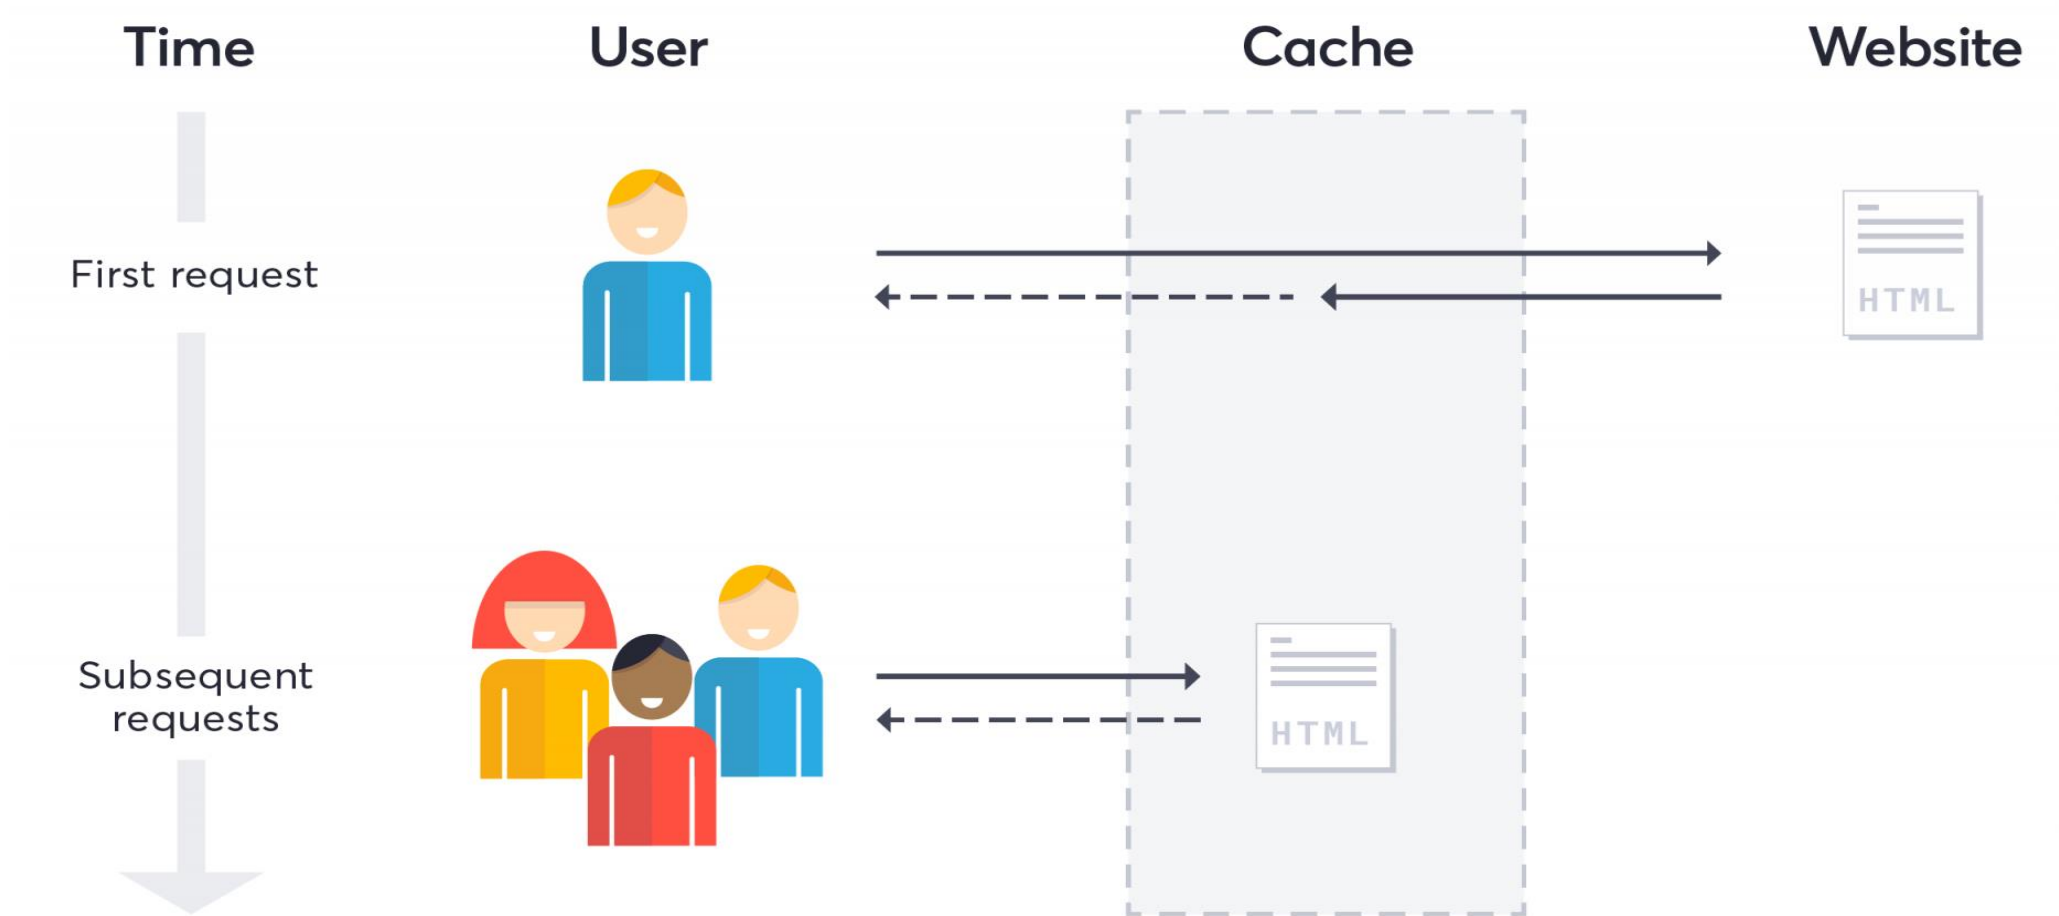 Time
User
Cache
Website
First request
HTML
Subsequent
requests
HTML